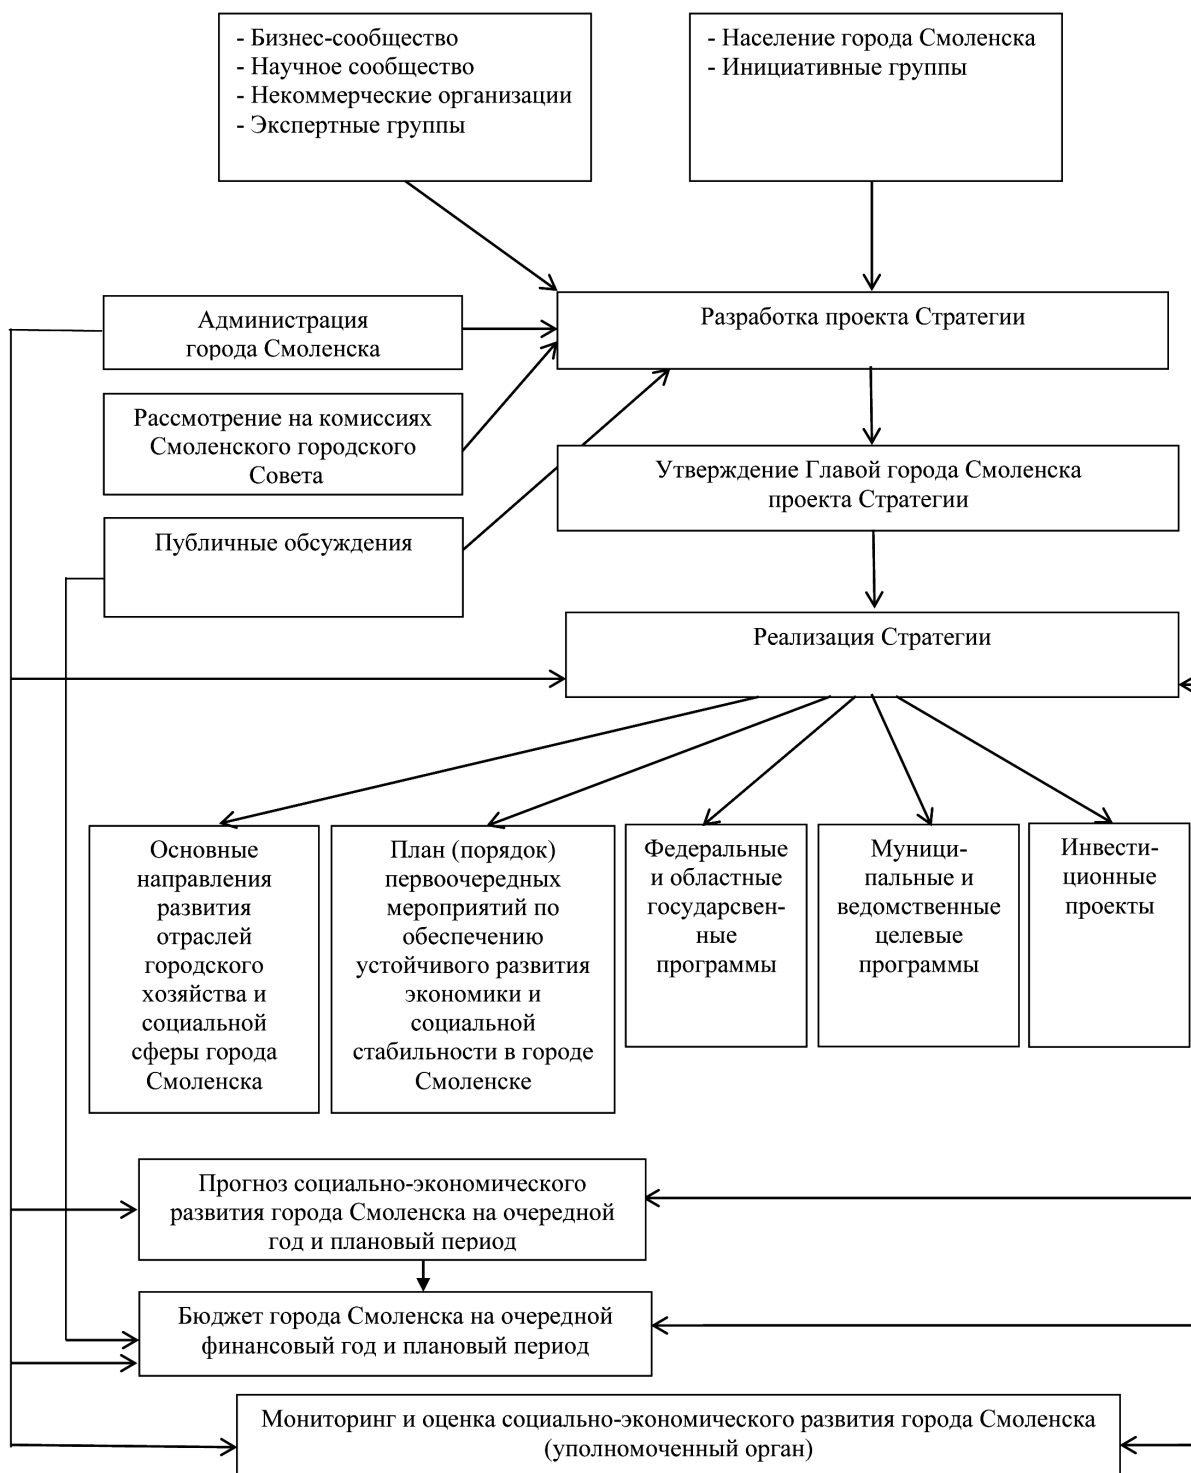 - Бизнес-сообщество
- Научное сообщество
- Некоммерческие организации
- Экспертные группы
- Население города Смоленска
- Инициативные группы
Администрация
города Смоленска
Разработка проекта Стратегии
Рассмотрение на комиссиях
Смоленского городского
Совета
Утверждение Главой города Смоленска
проекта Стратегии
Публичные обсуждения
Реализация Стратегии
Основные
направления
развития
отраслей
городского
хозяйства и
социальной
сферы города
Смоленска
План (порядок)
первоочередных
мероприятий по
обеспечению
устойчивого развития
экономики и
социальной
стабильности в городе
Смоленске
Федеральные
и областные
государсвен-
ные
программы
Муници-
пальные и
ведомственные
целевые
программы
Инвести-
ционные
проекты
Прогноз социально-экономического
развития города Смоленска на очередной
год и плановый период
Бюджет города Смоленска на очередной
финансовый год и плановый период
Мониторинг и оценка социально-экономического развития города Смоленска
(уполномоченный орган)